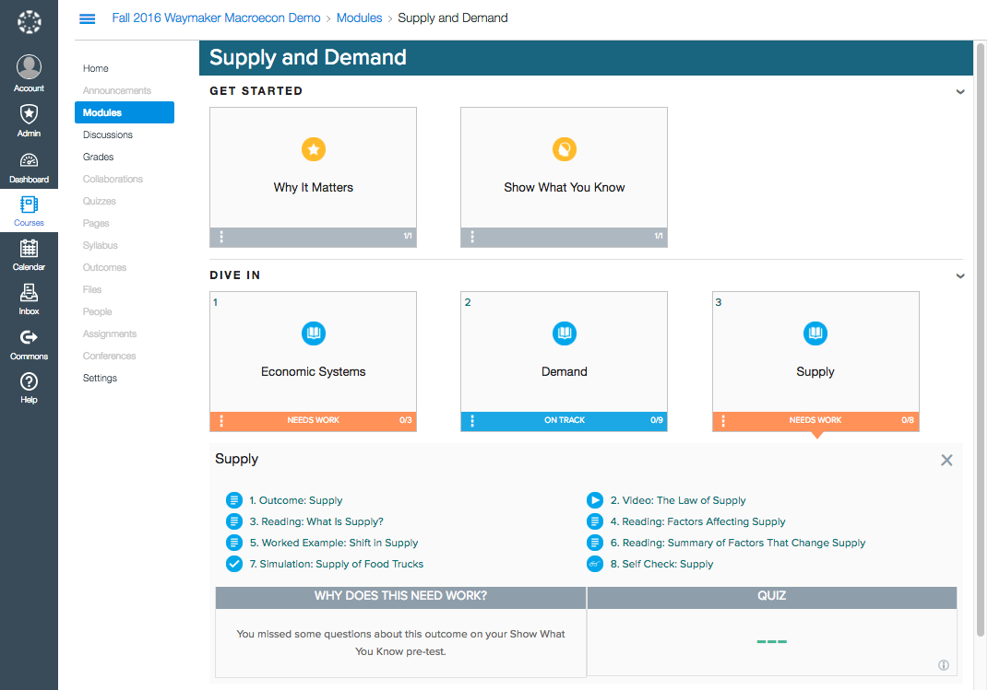 Fall 2016 Waymaker Macroecon Demo › Modules › Supply and Demand
Account
Admin
Dashboard
Courses
Calendar
Inbox
Commons
Help
Home
Announcements
Modules
Discussions
Grades
Collaborations
Quizzes
Pages
Syllabus
Outcomes
Files
People
Assignments
Conferences
Settings
Supply and Demand
GET STARTED
Why It Matters
1/1
Show What You Know
1/1
DIVE IN
1
Economic Systems
NEEDS WORK 0/3
2
Demand
ON TRACK 0/9
3
Supply
NEEDS WORK 0/8
Supply
1. Outcome: Supply
2. Video: The Law of Supply
3. Reading: What Is Supply?
4. Reading: Factors Affecting Supply
5. Worked Example: Shift in Supply
6. Reading: Summary of Factors That Change Supply
7. Simulation: Supply of Food Trucks
8. Self Check: Supply
WHY DOES THIS NEED WORK?
You missed some questions about this outcome on your Show What
You Know pre-test.
QUIZ